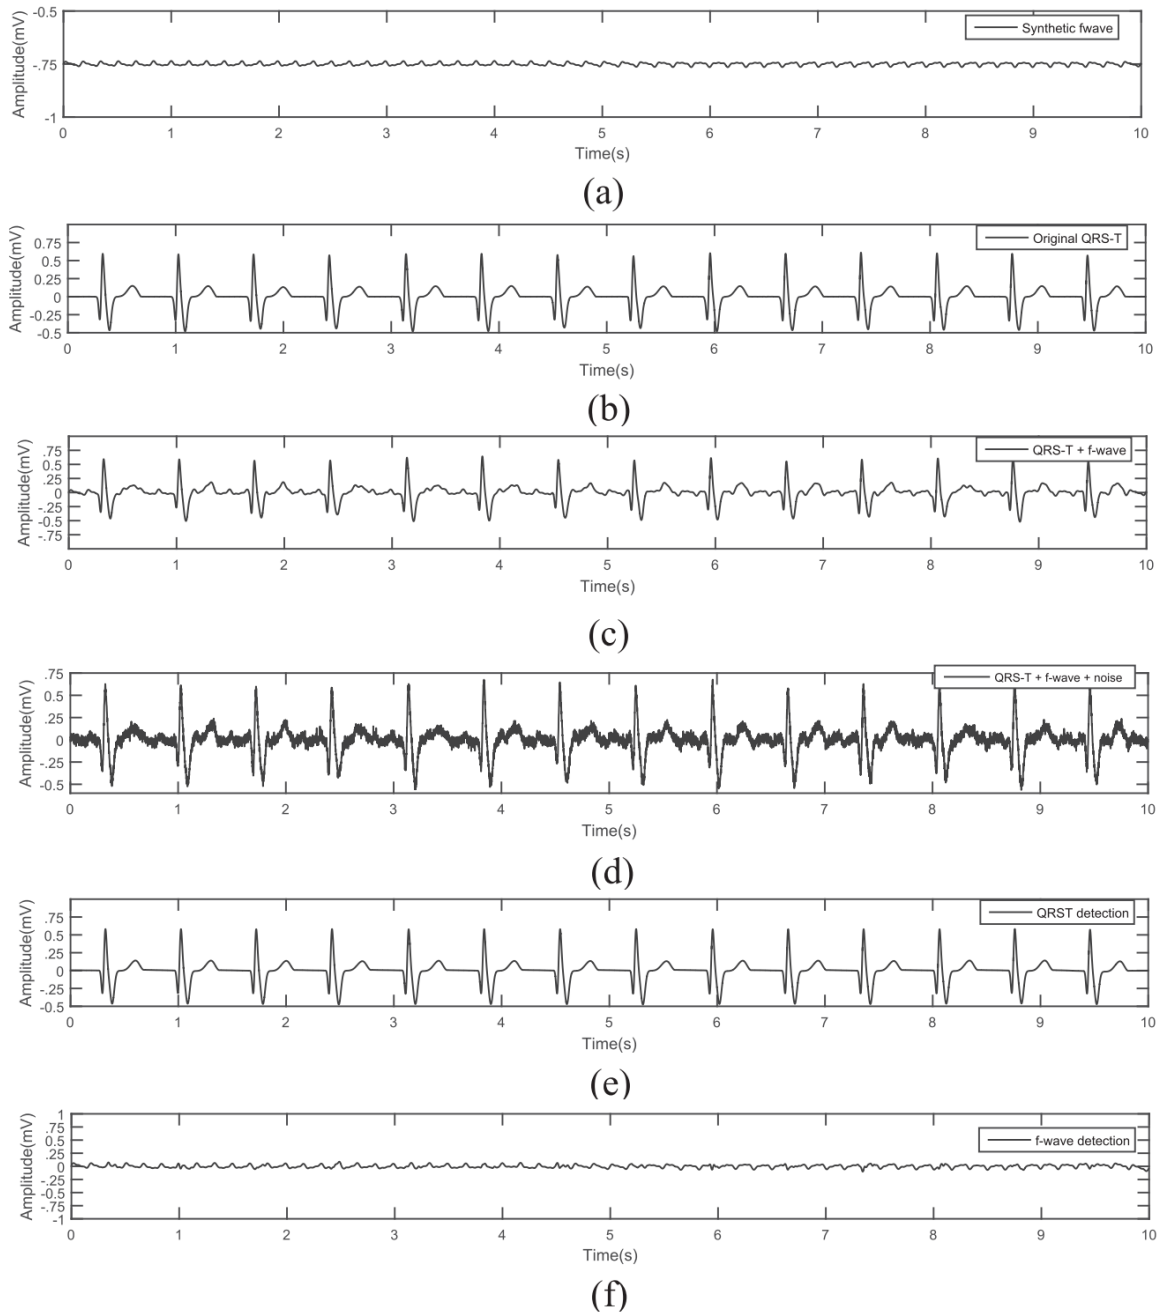 -0.5
Synthetic fwave
-.75
Amplitude(mV)
-1
0 1 2 3 4 5 6 7 8 9 10
Time(s)
(a)
0.75
Original QRS-T
0.5
0.25
0
-0.25
-0.5
Amplitude(mV)
0 1 2 3 4 5 6 7 8 9 10
Time(s)
(b)
.75
QRS-T + f-wave
0.5
.25
0
-.25
-0.5
-.75
Amplitude(mV)
0 1 2 3 4 5 6 7 8 9 10
Time(s)
(c)
.75
QRS-T + f-wave + noise
0.5
.25
0
-.25
-0.5
Amplitude(mV)
0 1 2 3 4 5 6 7 8 9 10
Time(s)
(d)
.75
QRST detection
0.5
.25
0
-.25
-0.5
Amplitude(mV)
0 1 2 3 4 5 6 7 8 9 10
Time(s)
(e)
1
.75
0.5
f-wave detection
.25
0
-.25
-0.5
-.75
-1
Amplitude(mV)
0 1 2 3 4 5 6 7 8 9 10
Time(s)
(f)